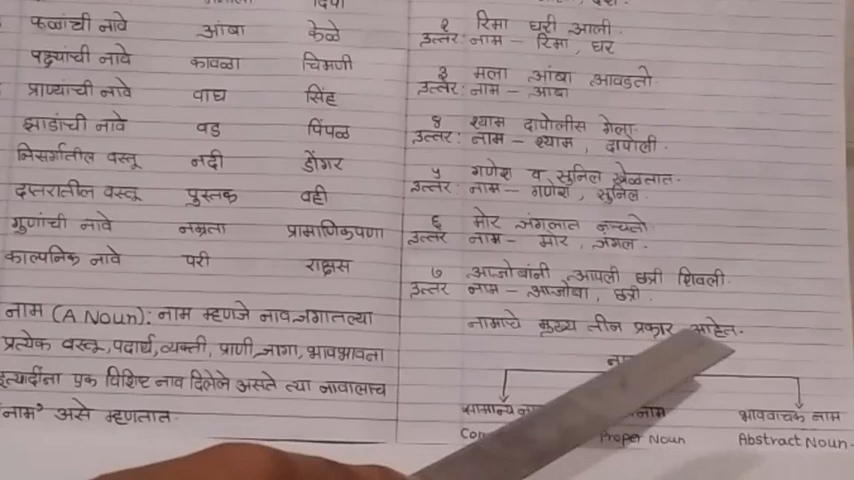 फळांची नावे आंबा केळे
पक्ष्यांची नावे कावळा चिमणी
प्राण्यांची नावे वाघ सिंह
झाडांची नावे वड पिंपळ
निसर्गातील वस्तू नदी डोंगर
दप्तरातील वस्तू पुस्तक वही
गुणांची नावे नम्रता प्रामाणिकपणा
काल्पनिक नावे परी राक्षस
नाम (A Noun): नाम म्हणजे नाव जगातल्या
प्रत्येक वस्तू, पदार्थ, व्यक्ती, प्राणी, जागा, भावभावना
इत्यादींना एक विशिष्ट नाव दिलेले असते त्या नावालाच
नाम' असे म्हणतात.
२ रिमा घरी आली.
उत्तर: नाम - रिमा, घर
३ मला आंबा आवडतो
उत्तर: नाम - आंबा
४ श्याम दापोलीस गेला.
उत्तर: नाम - श्याम, दापोली.
५ गणेश व सुनिल खेळतात.
उत्तर: नाम - गणेश, सुनिल.
६ मोर जंगलात नाचतो
उत्तर नाम - मोर, जंगल.
७ आजोबांनी आपली छत्री शिवली.
उत्तर नाम - आजोबा, छत्री.
नामाचे मुख्य तीन प्रकार आहेत.
सामान्य नाम भाववाचक नाम
Proper Noun Abstract Noun.